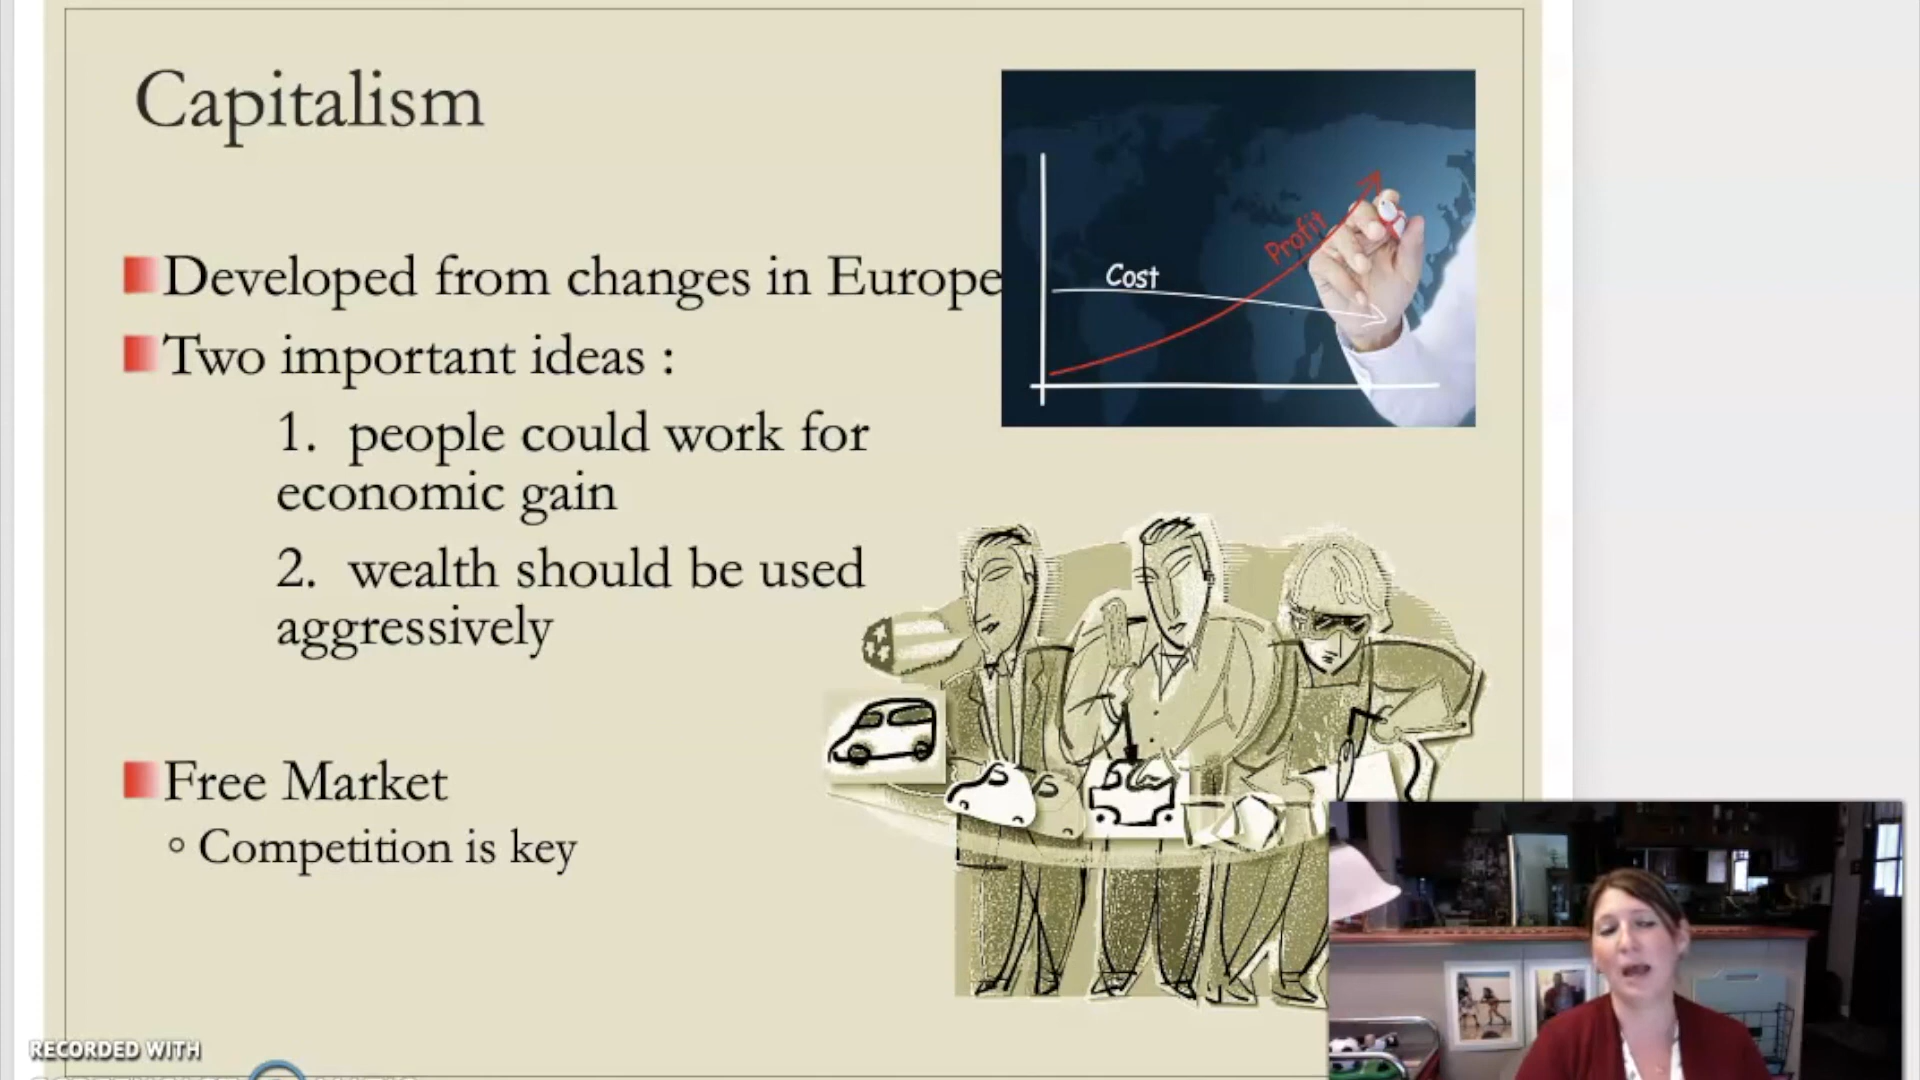 Capitalism
Developed from changes in Europe
Two important ideas :
1. people could work for
economic gain
2. wealth should be used
aggressively
Free Market
Competition is key
Profit
Cost
RECORDED WITH